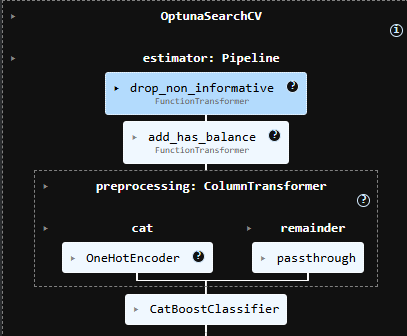 OptunaSearchCV
i
estimator: Pipeline
drop_non_informative ?
FunctionTransformer
add_has_balance ?
FunctionTransformer
preprocessing: ColumnTransformer
?
cat remainder
OneHotEncoder ? passthrough
CatBoostClassifier